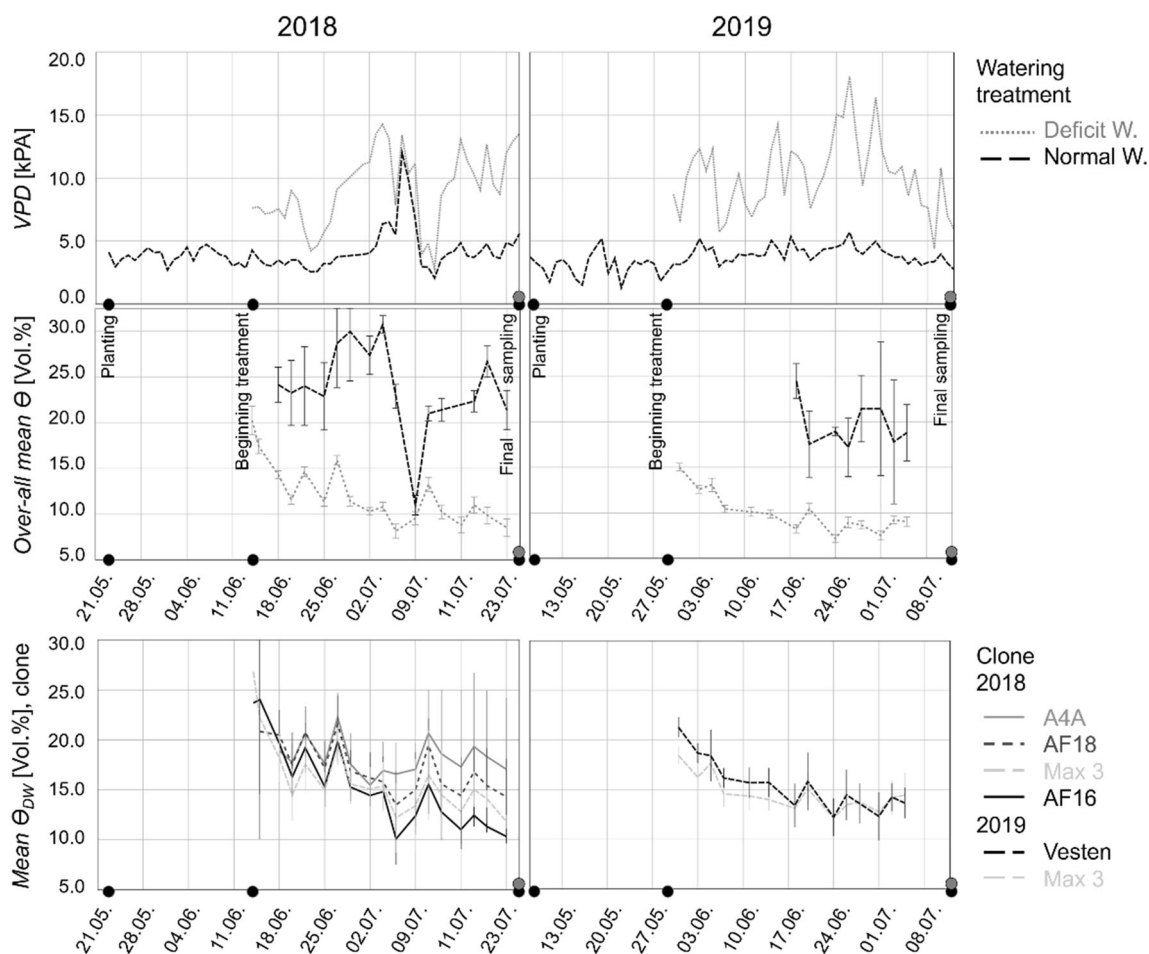 2018
2019
VPD [kPA]
20.0
15.0
10.0
5.0
0.0
Watering
treatment
Deficit W.
Normal W.
Over-all mean Θ [Vol.%]
30.0
25.0
20.0
15.0
10.0
5.0
Planting
Beginning treatment
Final sampling
Planting
Beginning treatment
Final sampling
21.05.
28.05.
04.06.
11.06.
18.06.
25.06.
02.07.
09.07.
11.07.
23.07.
13.05.
20.05.
27.05.
03.06.
10.06.
17.06.
24.06.
01.07.
08.07.
Mean Θ_DW [Vol.%], clone
30.0
25.0
20.0
15.0
10.0
5.0
Clone
2018
A4A
AF18
Max 3
AF16
2019
Vesten
Max 3
21.05.
28.05.
04.06.
11.06.
18.06.
25.06.
02.07.
09.07.
11.07.
23.07.
13.05.
20.05.
27.05.
03.06.
10.06.
17.06.
24.06.
01.07.
08.07.